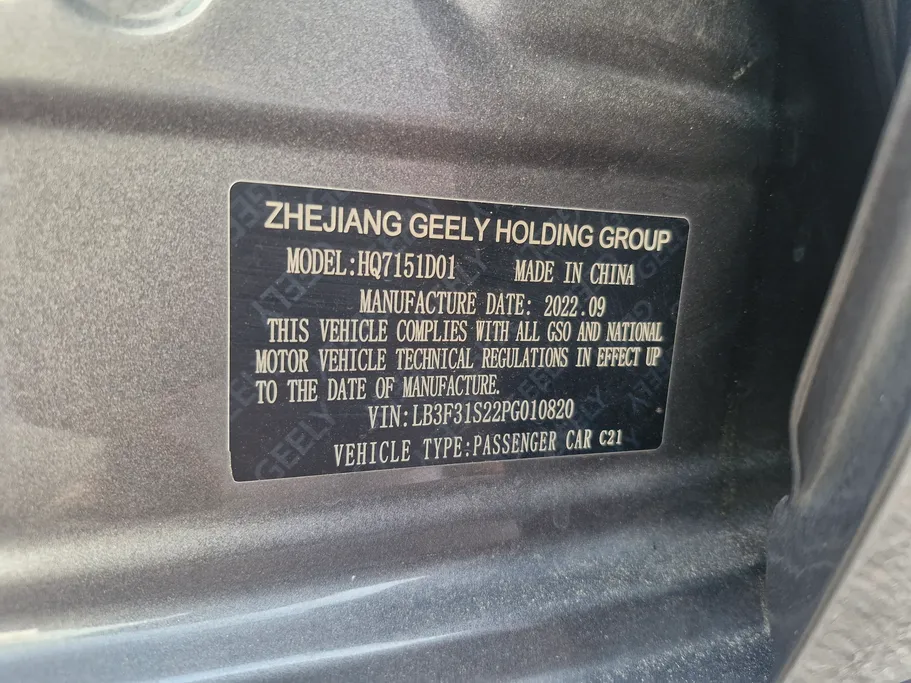 ZHEJIANG GEELY HOLDING GROUP
MODEL:HQ7151D01 MADE IN CHINA
MANUFACTURE DATE: 2022.09
THIS VEHICLE COMPLIES WITH ALL GSO AND NATIONAL
MOTOR VEHICLE TECHNICAL REGULATIONS IN EFFECT UP
TO THE DATE OF MANUFACTURE.
VIN:LB3F31S22PG010820
VEHICLE TYPE:PASSENGER CAR C21